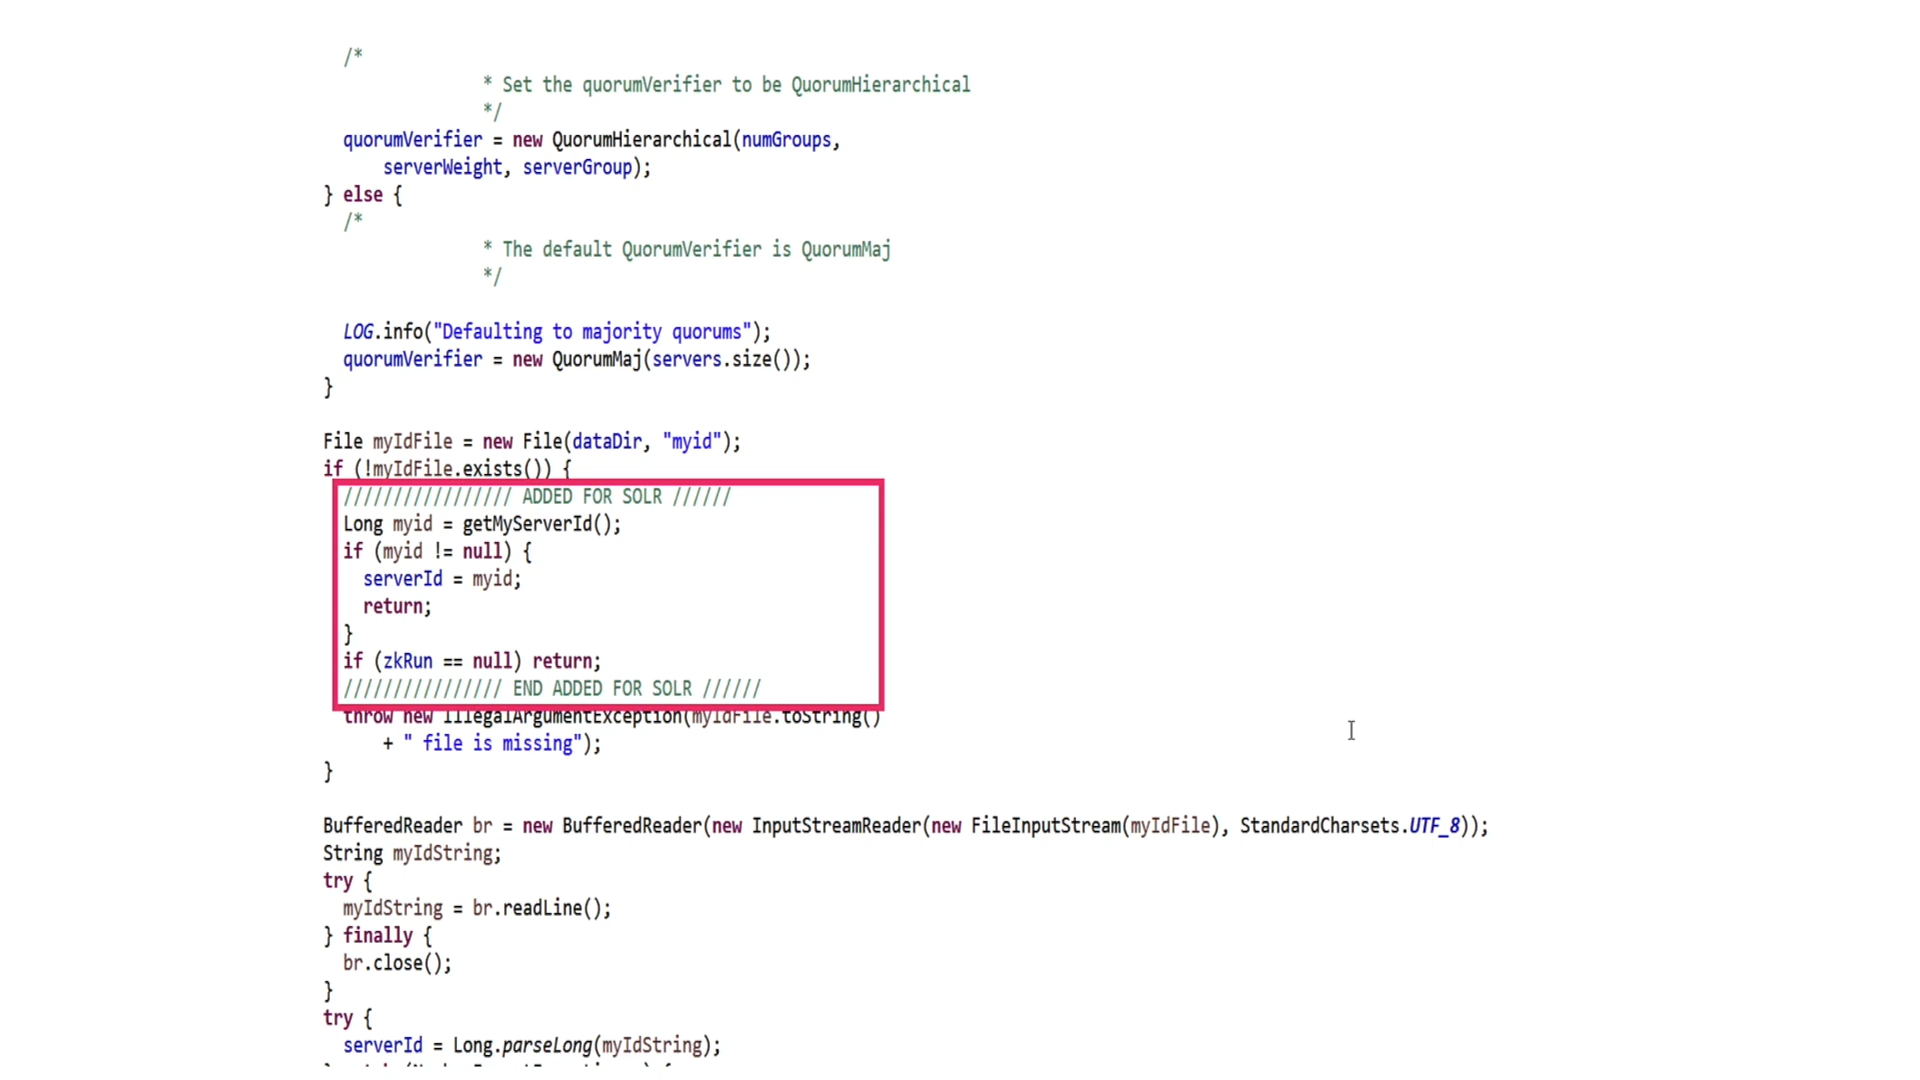 /*
* Set the quorumVerifier to be QuorumHierarchical
*/
quorumVerifier = new QuorumHierarchical(numGroups,
serverWeight, serverGroup);
} else {
/*
* The default QuorumVerifier is QuorumMaj
*/
LOG.info("Defaulting to majority quorums");
quorumVerifier = new QuorumMaj(servers.size());
}
File myIdFile = new File(dataDir, "myid");
if (!myIdFile.exists()) {
///////////////// ADDED FOR SOLR //////
Long myid = getMyServerId();
if (myid != null) {
serverId = myid;
return;
}
if (zkRun == null) return;
//////////////// END ADDED FOR SOLR //////
throw new IllegalArgumentException(myIdFile.toString()
+ " file is missing");
}
BufferedReader br = new BufferedReader(new InputStreamReader(new FileInputStream(myIdFile), StandardCharsets.UTF_8));
String myIdString;
try {
myIdString = br.readLine();
} finally {
br.close();
}
try {
serverId = Long.parseLong(myIdString);